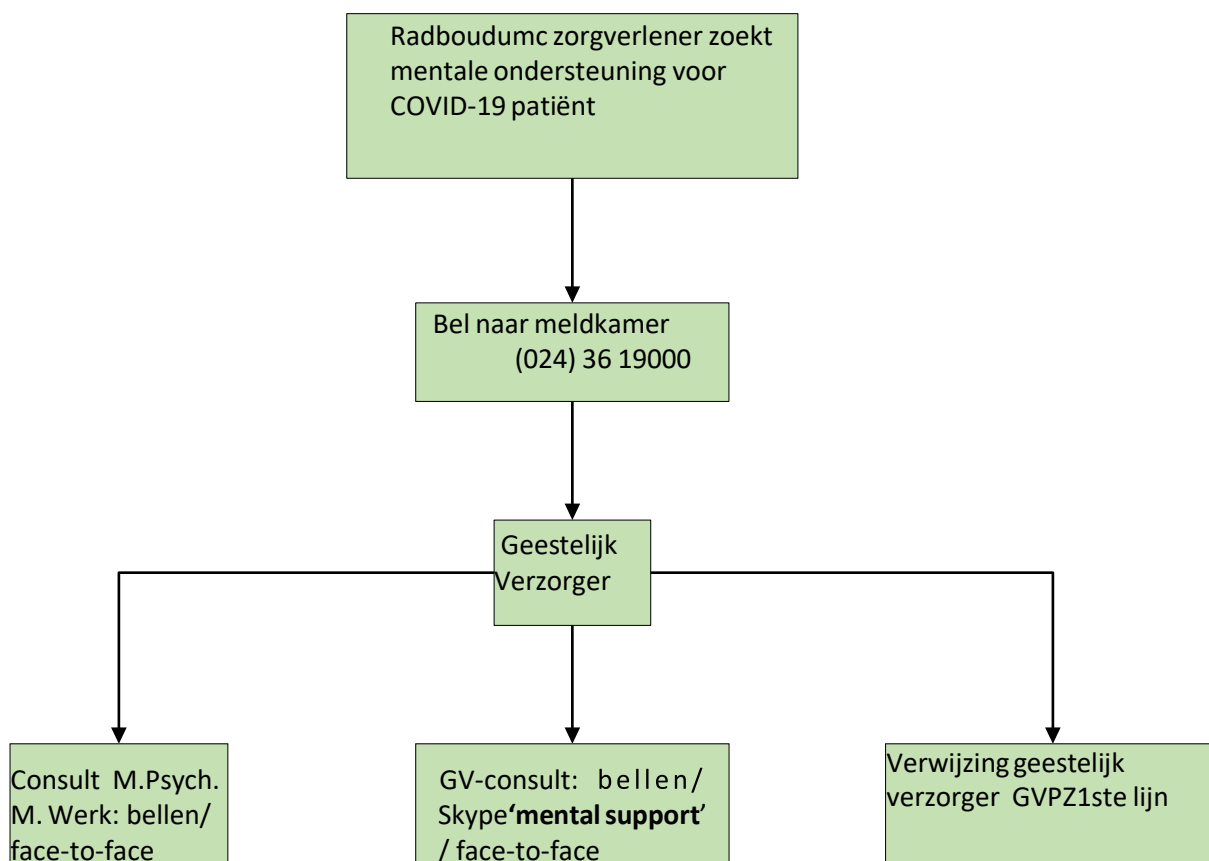 Radboudumc zorgverlener zoekt
mentale ondersteuning voor
COVID-19 patiënt
Bel naar meldkamer
(024) 36 19000
Geestelijk
Verzorger
Consult M.Psych.
M. Werk: bellen/
face-to-face
GV-consult: bellen/
Skype‘mental support’
/ face-to-face
Verwijzing geestelijk
verzorger GVPZ1ste lijn